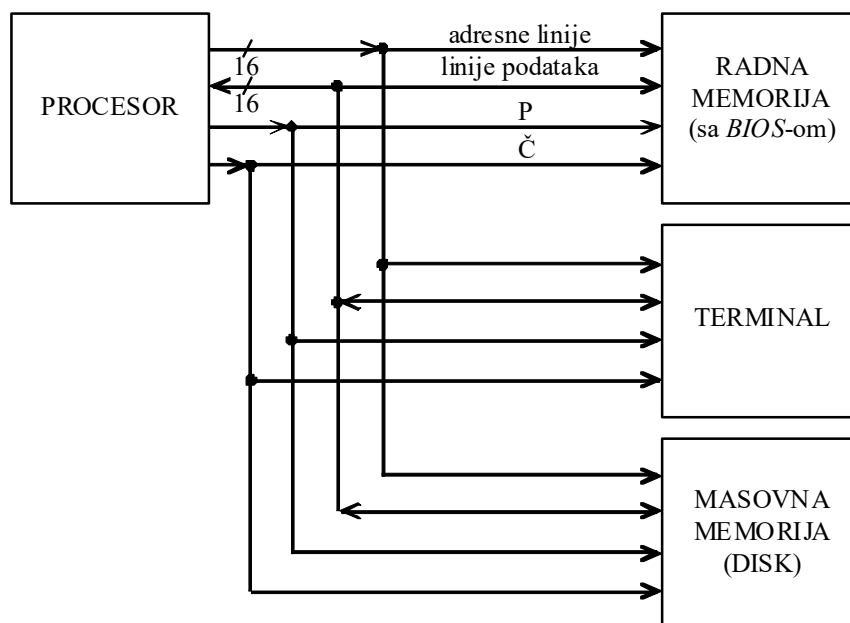 PROCESOR
16
16
adresne linije
linije podataka
P
Č
RADNA
MEMORIJA
(sa BIOS-om)
TERMINAL
MASOVNA
MEMORIJA
(DISK)